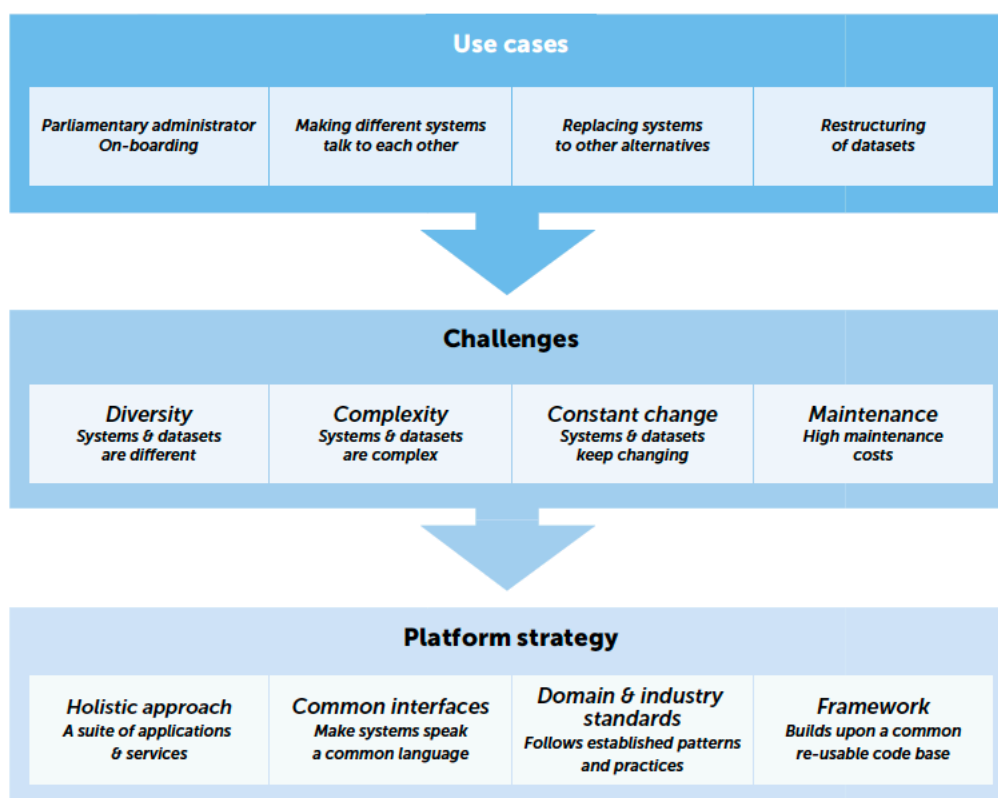 Use cases
Parliamentary administrator
On-boarding
Making different systems
talk to each other
Replacing systems
to other alternatives
Restructuring
of datasets
Challenges
Diversity
Systems & datasets
are different
Complexity
Systems & datasets
are complex
Constant change
Systems & datasets
keep changing
Maintenance
High maintenance
costs
Platform strategy
Holistic approach
A suite of applications
& services
Common interfaces
Make systems speak
a common language
Domain & industry
standards
Follows established patterns
and practices
Framework
Builds upon a common
re-usable code base